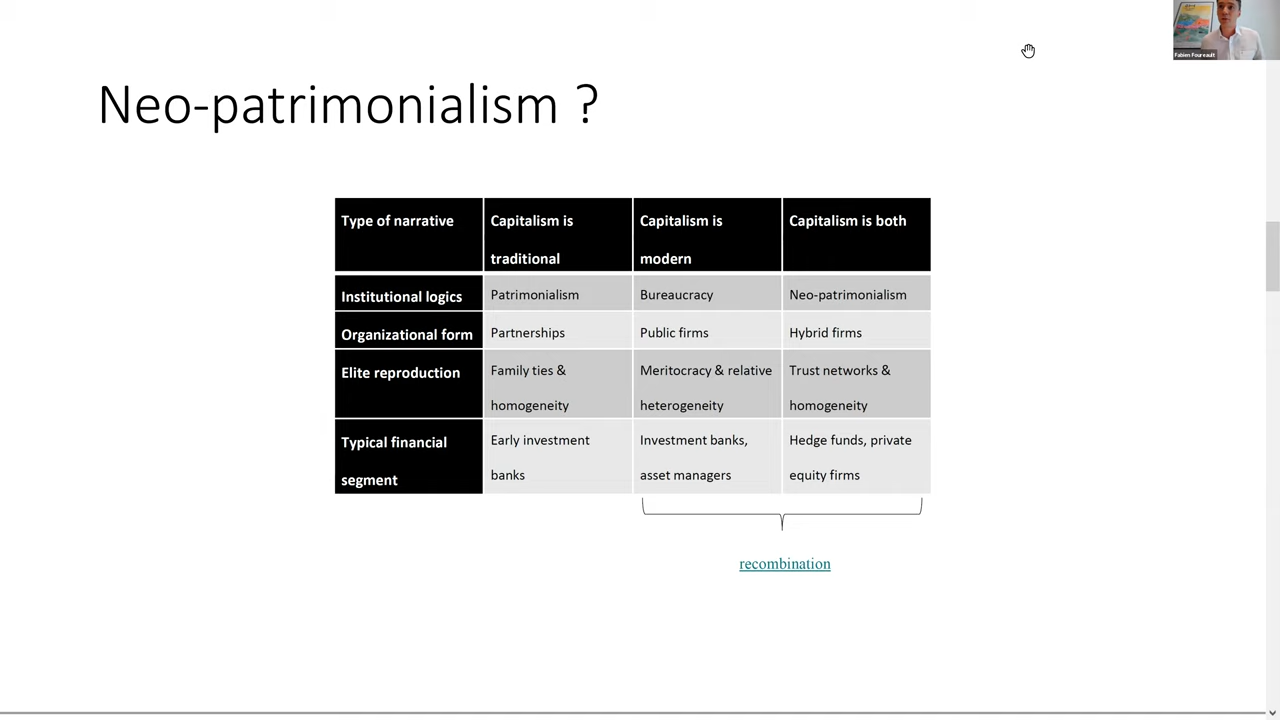 Fabien Foureault
Neo-patrimonialism ?
Type of narrative
Capitalism is
traditional
Capitalism is
modern
Capitalism is both
Institutional logics
Patrimonialism
Bureaucracy
Neo-patrimonialism
Organizational form
Partnerships
Public firms
Hybrid firms
Elite reproduction
Family ties &
homogeneity
Meritocracy & relative
heterogeneity
Trust networks &
homogeneity
Typical financial
segment
Early investment
banks
Investment banks,
asset managers
Hedge funds, private
equity firms
recombination